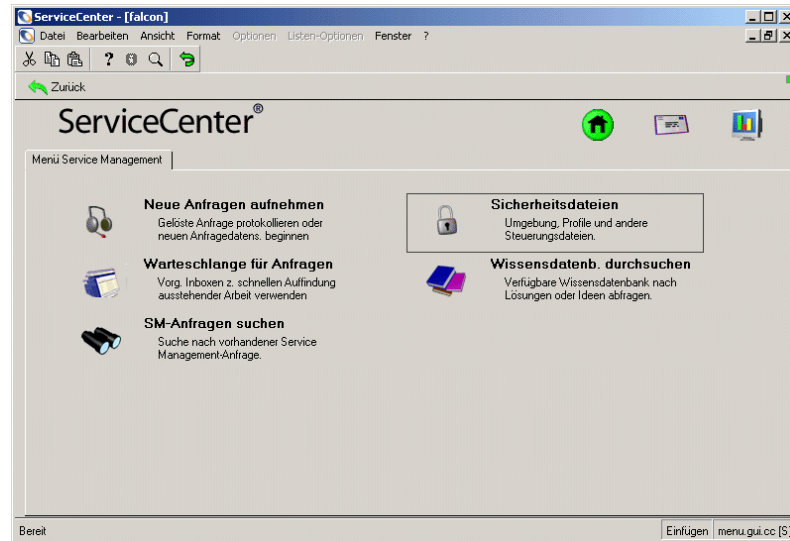 ServiceCenter - [falcon]
Datei Bearbeiten Ansicht Format Optionen Listen-Optionen Fenster ?
Zurück
ServiceCenter®
Menü Service Management
Neue Anfragen aufnehmen
Gelöste Anfrage protokollieren oder
neuen Anfragedatens. beginnen
Sicherheitsdateien
Umgebung, Profile und andere
Steuerungsdateien.
Warteschlange für Anfragen
Vorg. Inboxen z. schnellen Auffindung
ausstehender Arbeit verwenden
Wissensdatenb. durchsuchen
Verfügbare Wissensdatenbank nach
Lösungen oder Ideen abfragen.
SM-Anfragen suchen
Suche nach vorhandener Service
Management-Anfrage.
Bereit Einfügen menu.gui.cc [S]